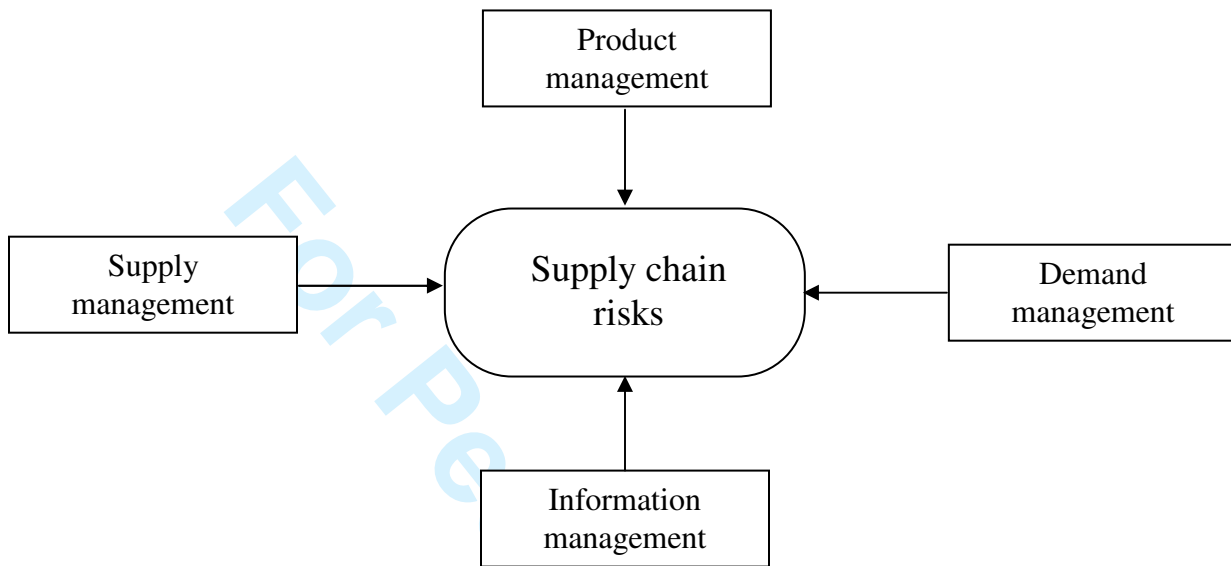 Product
management
Supply
management
Supply chain
risks
Demand
management
Information
management
For Pe